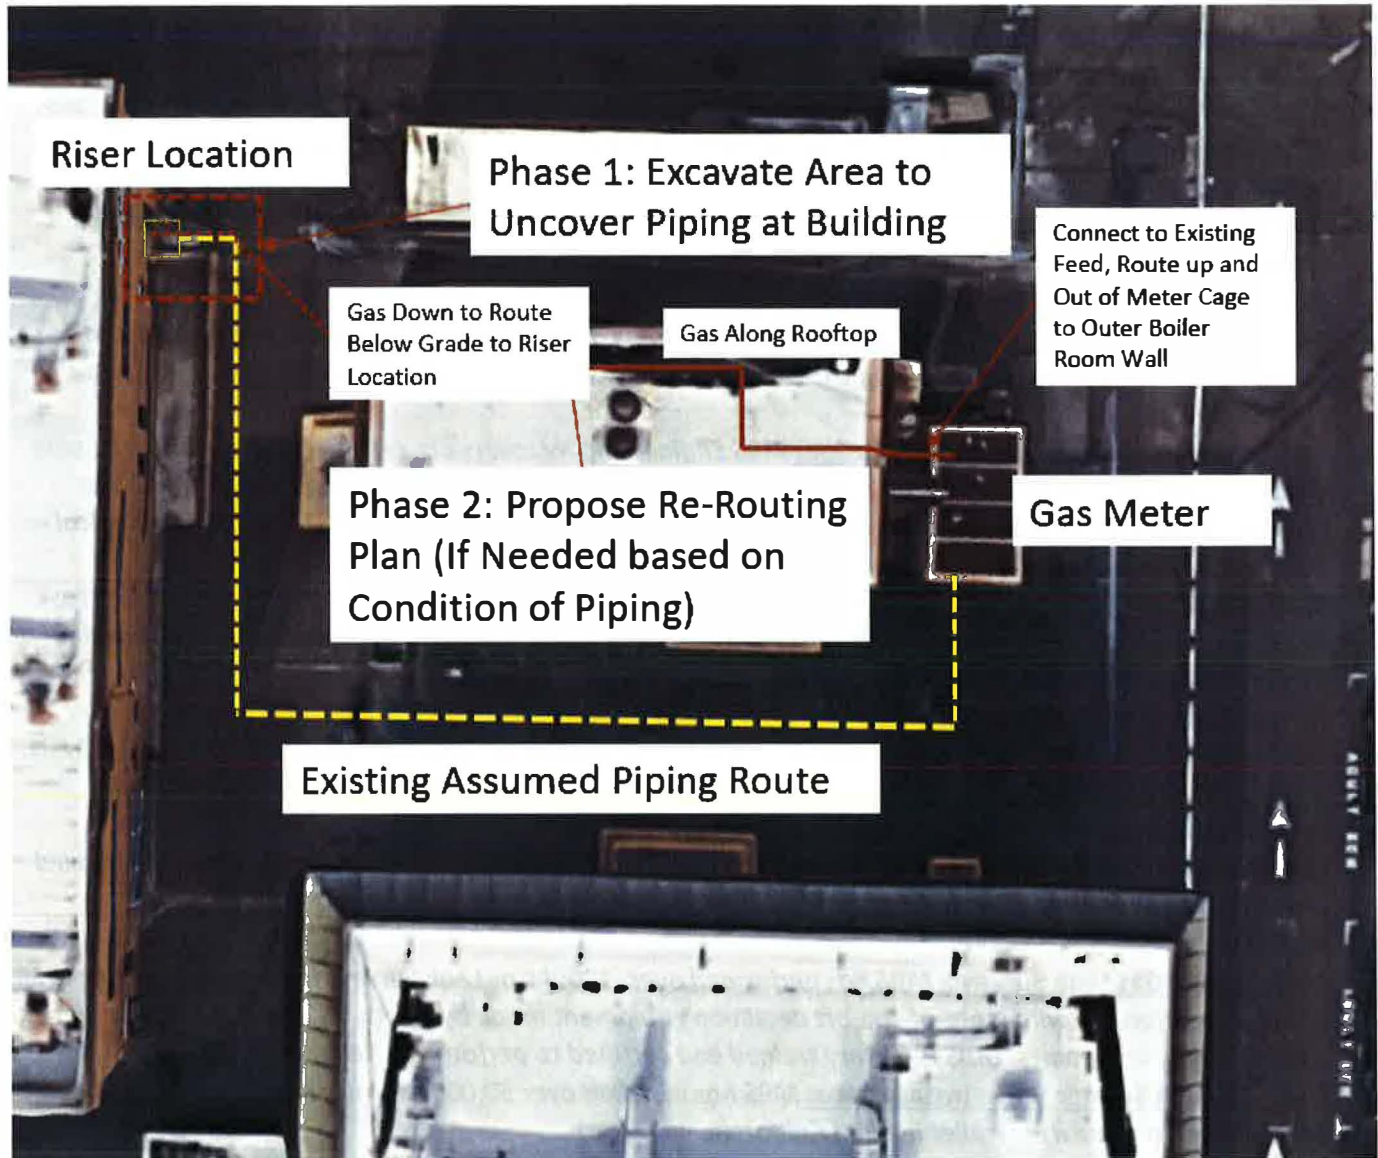 Riser Location
Phase 1: Excavate Area to
Uncover Piping at Building
Connect to Existing
Feed, Route up and
Out of Meter Cage
to Outer Boiler
Room Wall
Gas Down to Route
Below Grade to Riser
Location
Gas Along Rooftop
Phase 2: Propose Re-Routing
Plan (If Needed based on
Condition of Piping)
Gas Meter
Existing Assumed Piping Route